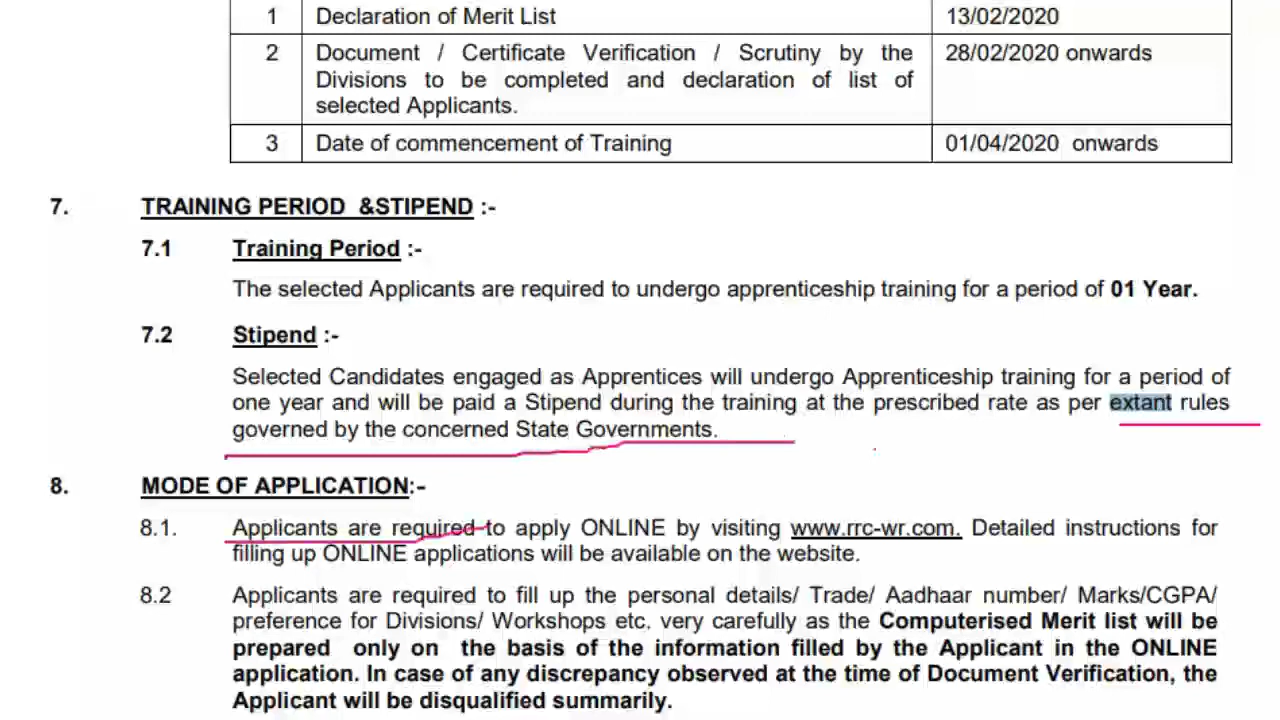 1 Declaration of Merit List 13/02/2020
2 Document / Certificate Verification / Scrutiny by the 28/02/2020 onwards
Divisions to be completed and declaration of list of
selected Applicants.
3 Date of commencement of Training 01/04/2020 onwards
7. TRAINING PERIOD &STIPEND :-
7.1 Training Period :-
The selected Applicants are required to undergo apprenticeship training for a period of 01 Year.
7.2 Stipend :-
Selected Candidates engaged as Apprentices will undergo Apprenticeship training for a period of
one year and will be paid a Stipend during the training at the prescribed rate as per extant rules
governed by the concerned State Governments.
8. MODE OF APPLICATION:-
8.1. Applicants are required to apply ONLINE by visiting www.rrc-wr.com. Detailed instructions for
filling up ONLINE applications will be available on the website.
8.2 Applicants are required to fill up the personal details/ Trade/ Aadhaar number/ Marks/CGPA/
preference for Divisions/ Workshops etc. very carefully as the Computerised Merit list will be
prepared only on the basis of the information filled by the Applicant in the ONLINE
application. In case of any discrepancy observed at the time of Document Verification, the
Applicant will be disqualified summarily.